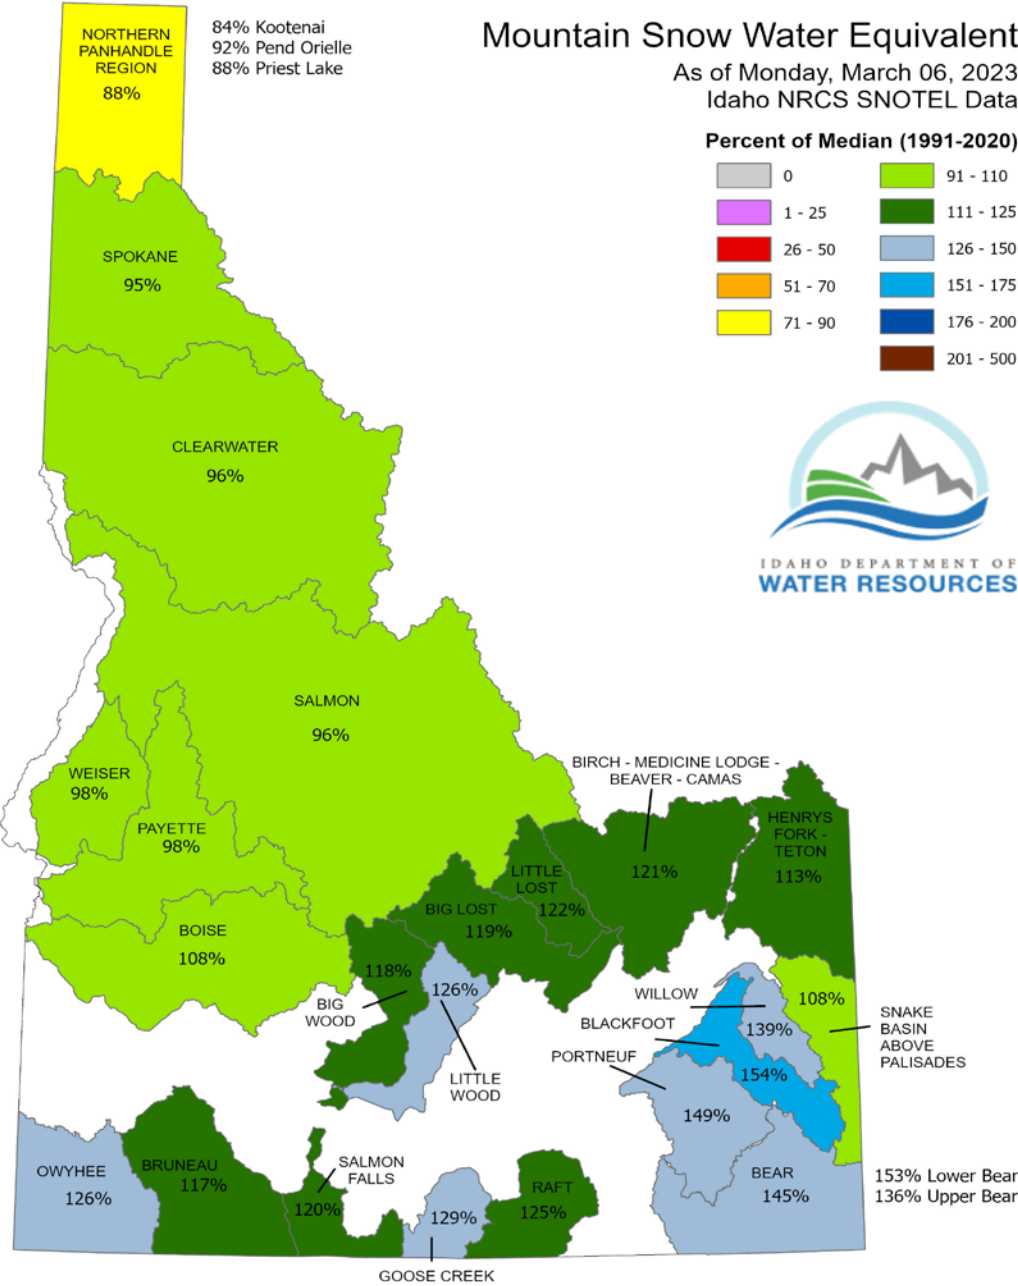 Mountain Snow Water Equivalent
As of Monday, March 06, 2023
Idaho NRCS SNOTEL Data
Percent of Median (1991-2020)
0
1 - 25
26 - 50
51 - 70
71 - 90
91 - 110
111 - 125
126 - 150
151 - 175
176 - 200
201 - 500
IDAHO DEPARTMENT OF
WATER RESOURCES
NORTHERN
PANHANDLE
REGION
88%
84% Kootenai
92% Pend Orielle
88% Priest Lake
SPOKANE
95%
CLEARWATER
96%
SALMON
96%
WEISER
98%
PAYETTE
98%
BOISE
108%
BIRCH - MEDICINE LODGE -
BEAVER - CAMAS
121%
HENRYS
FORK -
TETON
113%
LITTLE
LOST
122%
BIG LOST
119%
118%
BIG
WOOD
126%
LITTLE
WOOD
WILLOW
139%
BLACKFOOT
154%
PORTNEUF
149%
108%
SNAKE
BASIN
ABOVE
PALISADES
BEAR
145%
153% Lower Bear
136% Upper Bear
OWYHEE
126%
BRUNEAU
117%
SALMON
FALLS
120%
129%
GOOSE CREEK
RAFT
125%